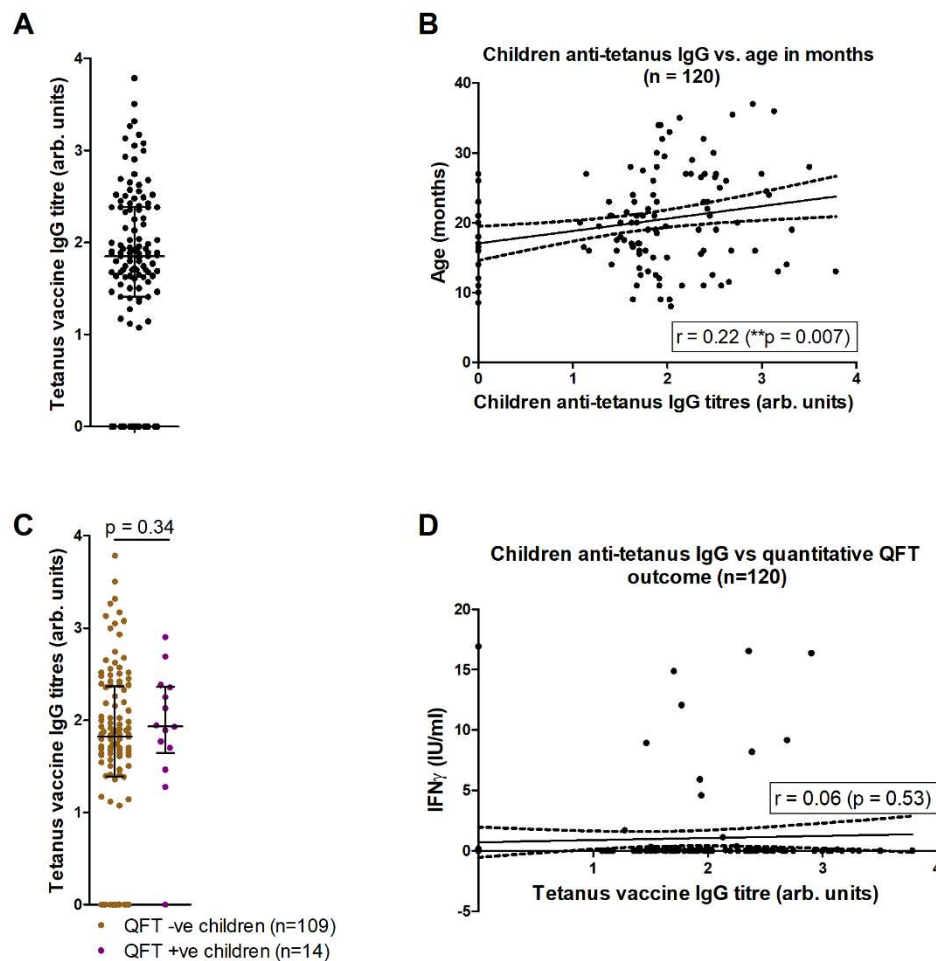 A
Tetanus vaccine IgG titre (arb. units)
4
3
2
1
0
B
Children anti-tetanus IgG vs. age in months
(n = 120)
Age (months)
40
30
20
10
0
r = 0.22 (**p = 0.007)
0 1 2 3 4
Children anti-tetanus IgG titres (arb. units)
C
p = 0.34
Tetanus vaccine IgG titres (arb. units)
4
3
2
1
0
QFT -ve children (n=109)
QFT +ve children (n=14)
D
Children anti-tetanus IgG vs quantitative QFT
outcome (n=120)
IFNγ (IU/ml)
20
15
10
5
0
-5
r = 0.06 (p = 0.53)
1 2 3 4
Tetanus vaccine IgG titre (arb. units)